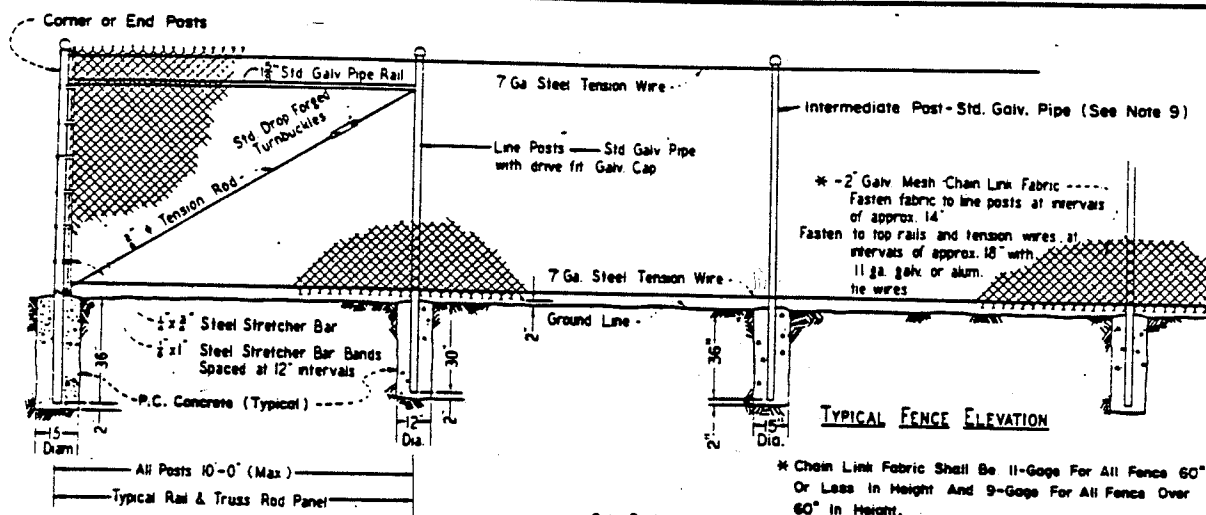 Corner or End Posts
1 5/8" Std Galv Pipe Rail
7 Ga Steel Tension Wire
Std. Drop Forged
Turnbuckles
Tension Rod
Line Posts Std Galv Pipe
with drive fit Galv. Cap
Intermediate Post-Std. Galv. Pipe (See Note 9)
* -2" Galv Mesh Chain Link Fabric
Fasten fabric to line posts at intervals
of approx. 14"
Fasten to top rails and tension wires at
intervals of approx. 18" with
11 ga. galv. or alum.
tie wires
7 Ga. Steel Tension Wire
Ground Line
2"
Steel Stretcher Bar
Steel Stretcher Bar Bands
Spaced at 12" intervals
P.C. Concrete (Typical)
36"
2"
30"
2"
36"
2"
15"
Diam
12"
Dia.
15"
Dia.
TYPICAL FENCE ELEVATION
All Posts 10'-0" (Max)
Typical Rail & Truss Rod Panel
* Chain Link Fabric Shall Be 11-Gage For All Fence 60"
Or Less In Height And 9-Gage For All Fence Over
60" In Height.